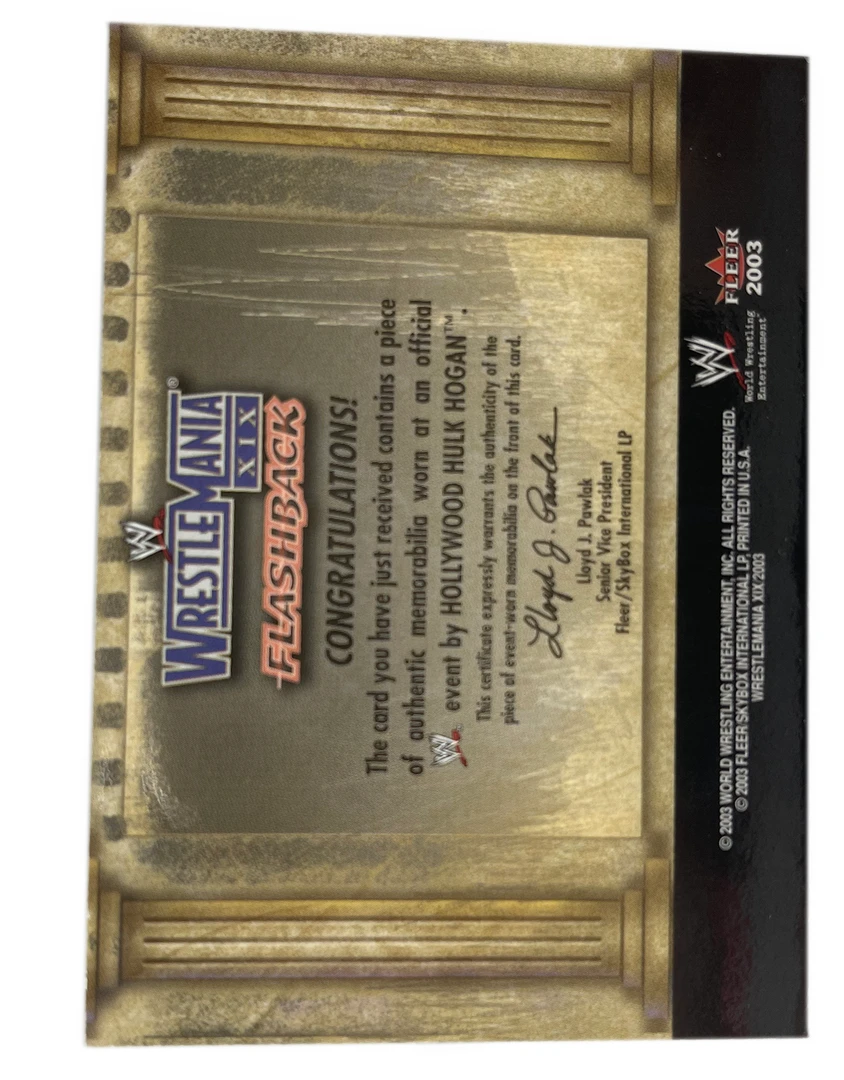 W
WRESTLEMANIA®
XIX
FLASHBACK
CONGRATULATIONS!
The card you have just received contains a piece
of authentic memorabilia worn at an official
W event by HOLLYWOOD HULK HOGAN™.
This certificate expressly warrants the authenticity of the
piece of event-worn memorabilia on the front of this card.
Lloyd J. Pawlak
Lloyd J. Pawlak
Senior Vice President
Fleer/SkyBox International LP
© 2003 WORLD WRESTLING ENTERTAINMENT, INC. ALL RIGHTS RESERVED.
© 2003 FLEER/SKYBOX INTERNATIONAL LP, PRINTED IN U.S.A.
WRESTLEMANIA XIX/2003
W
World Wrestling
Entertainment™
FLEER
2003